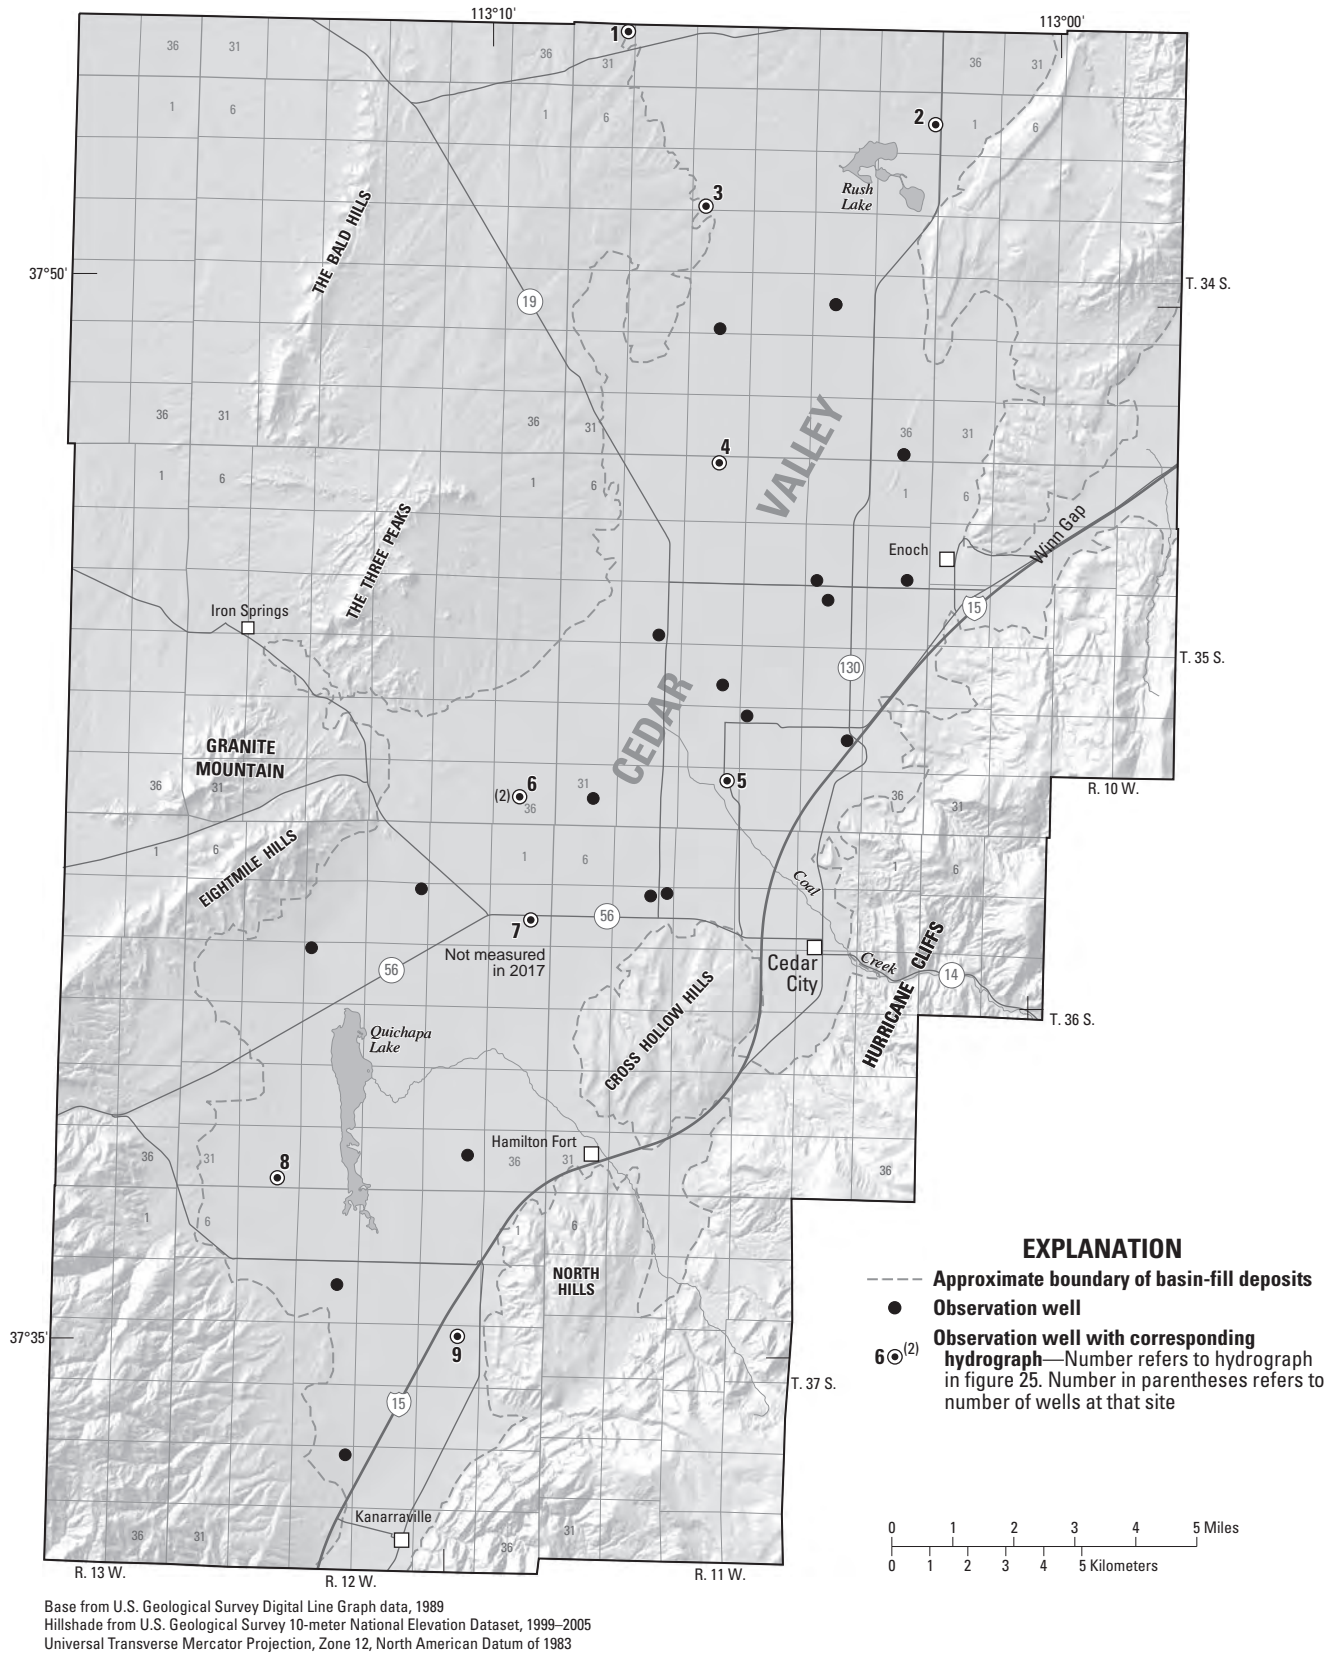 113°10'
113°00'
1
36
31
36
31
36
31
1
6
1
6
2
1
6
Rush
Lake
3
THE BALD HILLS
37°50'
T. 34 S.
19
36
31
36
31
36
31
4
VALLEY
1
6
1
6
1
6
THE THREE PEAKS
Winn Gap
Enoch
Iron Springs
15
T. 35 S.
130
CEDAR
GRANITE
MOUNTAIN
36
31
(2)
6
36
31
5
R. 10 W.
36
31
EIGHTMILE HILLS
1
6
1
6
1
6
Coal
Creek
7
56
Not measured
in 2017
56
Cedar
City
HURRICANE CLIFFS
14
T. 36 S.
CROSS HOLLOW HILLS
Quichapa
Lake
Hamilton Fort
36
31
8
36
31
36
1
6
1
6
NORTH
HILLS
37°35'
9
T. 37 S.
15
Kanarraville
36
31
36
31
R. 13 W.
R. 12 W.
R. 11 W.
EXPLANATION
Approximate boundary of basin-fill deposits
Observation well
6 (2) Observation well with corresponding
hydrograph—Number refers to hydrograph
in figure 25. Number in parentheses refers to
number of wells at that site
0 1 2 3 4 5 Miles
0 1 2 3 4 5 Kilometers
Base from U.S. Geological Survey Digital Line Graph data, 1989
Hillshade from U.S. Geological Survey 10-meter National Elevation Dataset, 1999–2005
Universal Transverse Mercator Projection, Zone 12, North American Datum of 1983